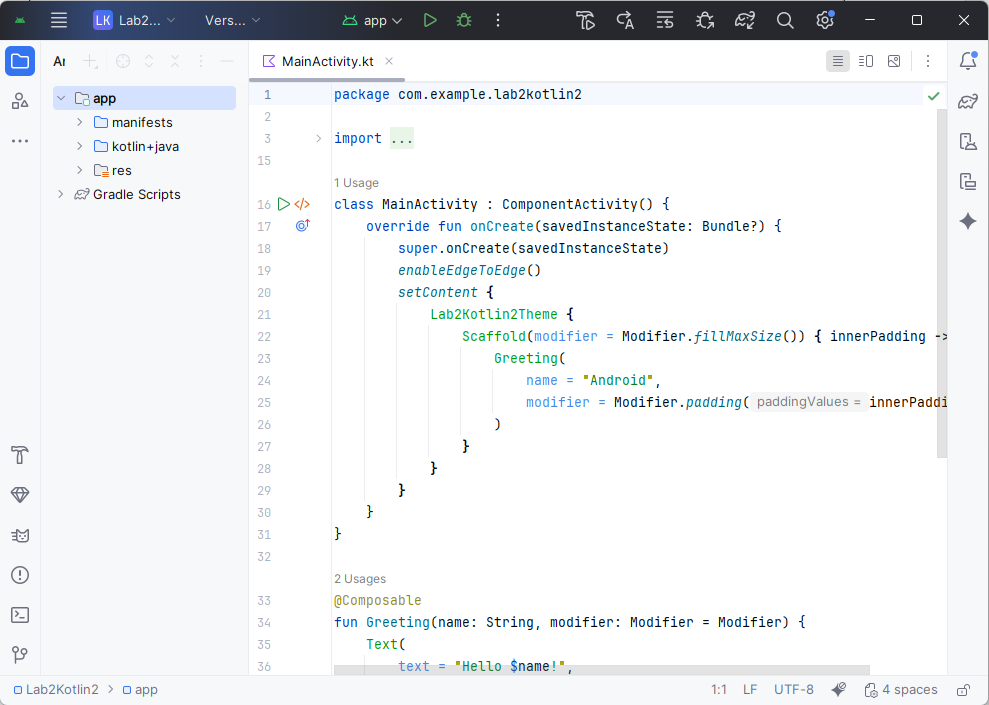 LK Lab2... Vers... app
Ar
MainActivity.kt
app
manifests
kotlin+java
res
Gradle Scripts
1 package com.example.lab2kotlin2
2
3 import ...
15
1 Usage
16 class MainActivity : ComponentActivity() {
17 override fun onCreate(savedInstanceState: Bundle?) {
18 super.onCreate(savedInstanceState)
19 enableEdgeToEdge()
20 setContent {
21 Lab2Kotlin2Theme {
22 Scaffold(modifier = Modifier.fillMaxSize()) { innerPadding ->
23 Greeting(
24 name = "Android",
25 modifier = Modifier.padding( paddingValues = innerPaddi
26 )
27 }
28 }
29 }
30 }
31 }
32
2 Usages
33 @Composable
34 fun Greeting(name: String, modifier: Modifier = Modifier) {
35 Text(
36 text = "Hello $name!",
Lab2Kotlin2 > app
1:1 LF UTF-8 4 spaces